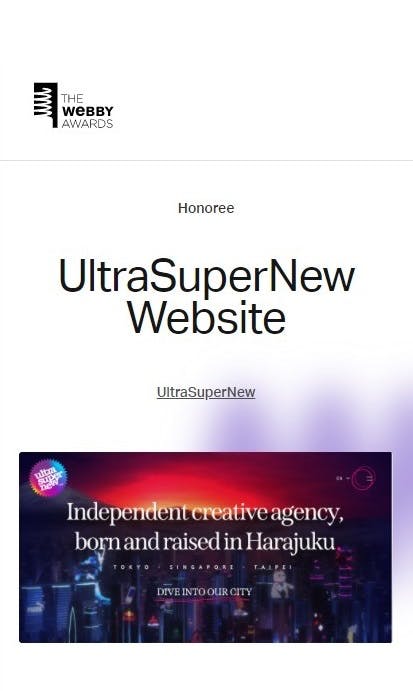 THE
WEBBY
AWARDS
Honoree
UltraSuperNew
Website
UltraSuperNew
ultra
super
new
EN
Independent creative agency,
born and raised in Harajuku
TOKYO · SINGAPORE · TAIPEI
DIVE INTO OUR CITY